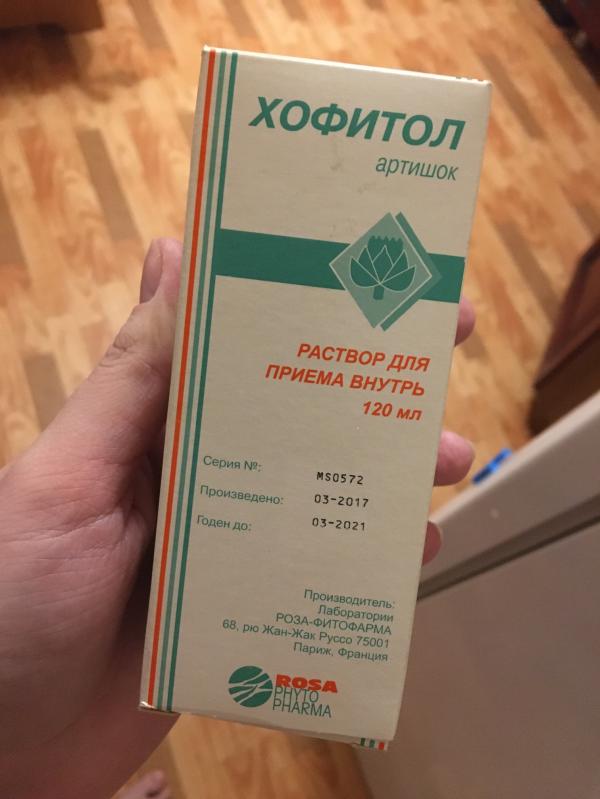 ХОФИТОЛ
артишок
РАСТВОР ДЛЯ
ПРИЕМА ВНУТРЬ
120 мл
Серия №: MS0572
Произведено: 03-2017
Годен до: 03-2021
Производитель:
Лаборатории
РОЗА-ФИТОФАРМА
68, рю Жан-Жак Руссо 75001
Париж, Франция
ROSA
PHYTO
PHARMA